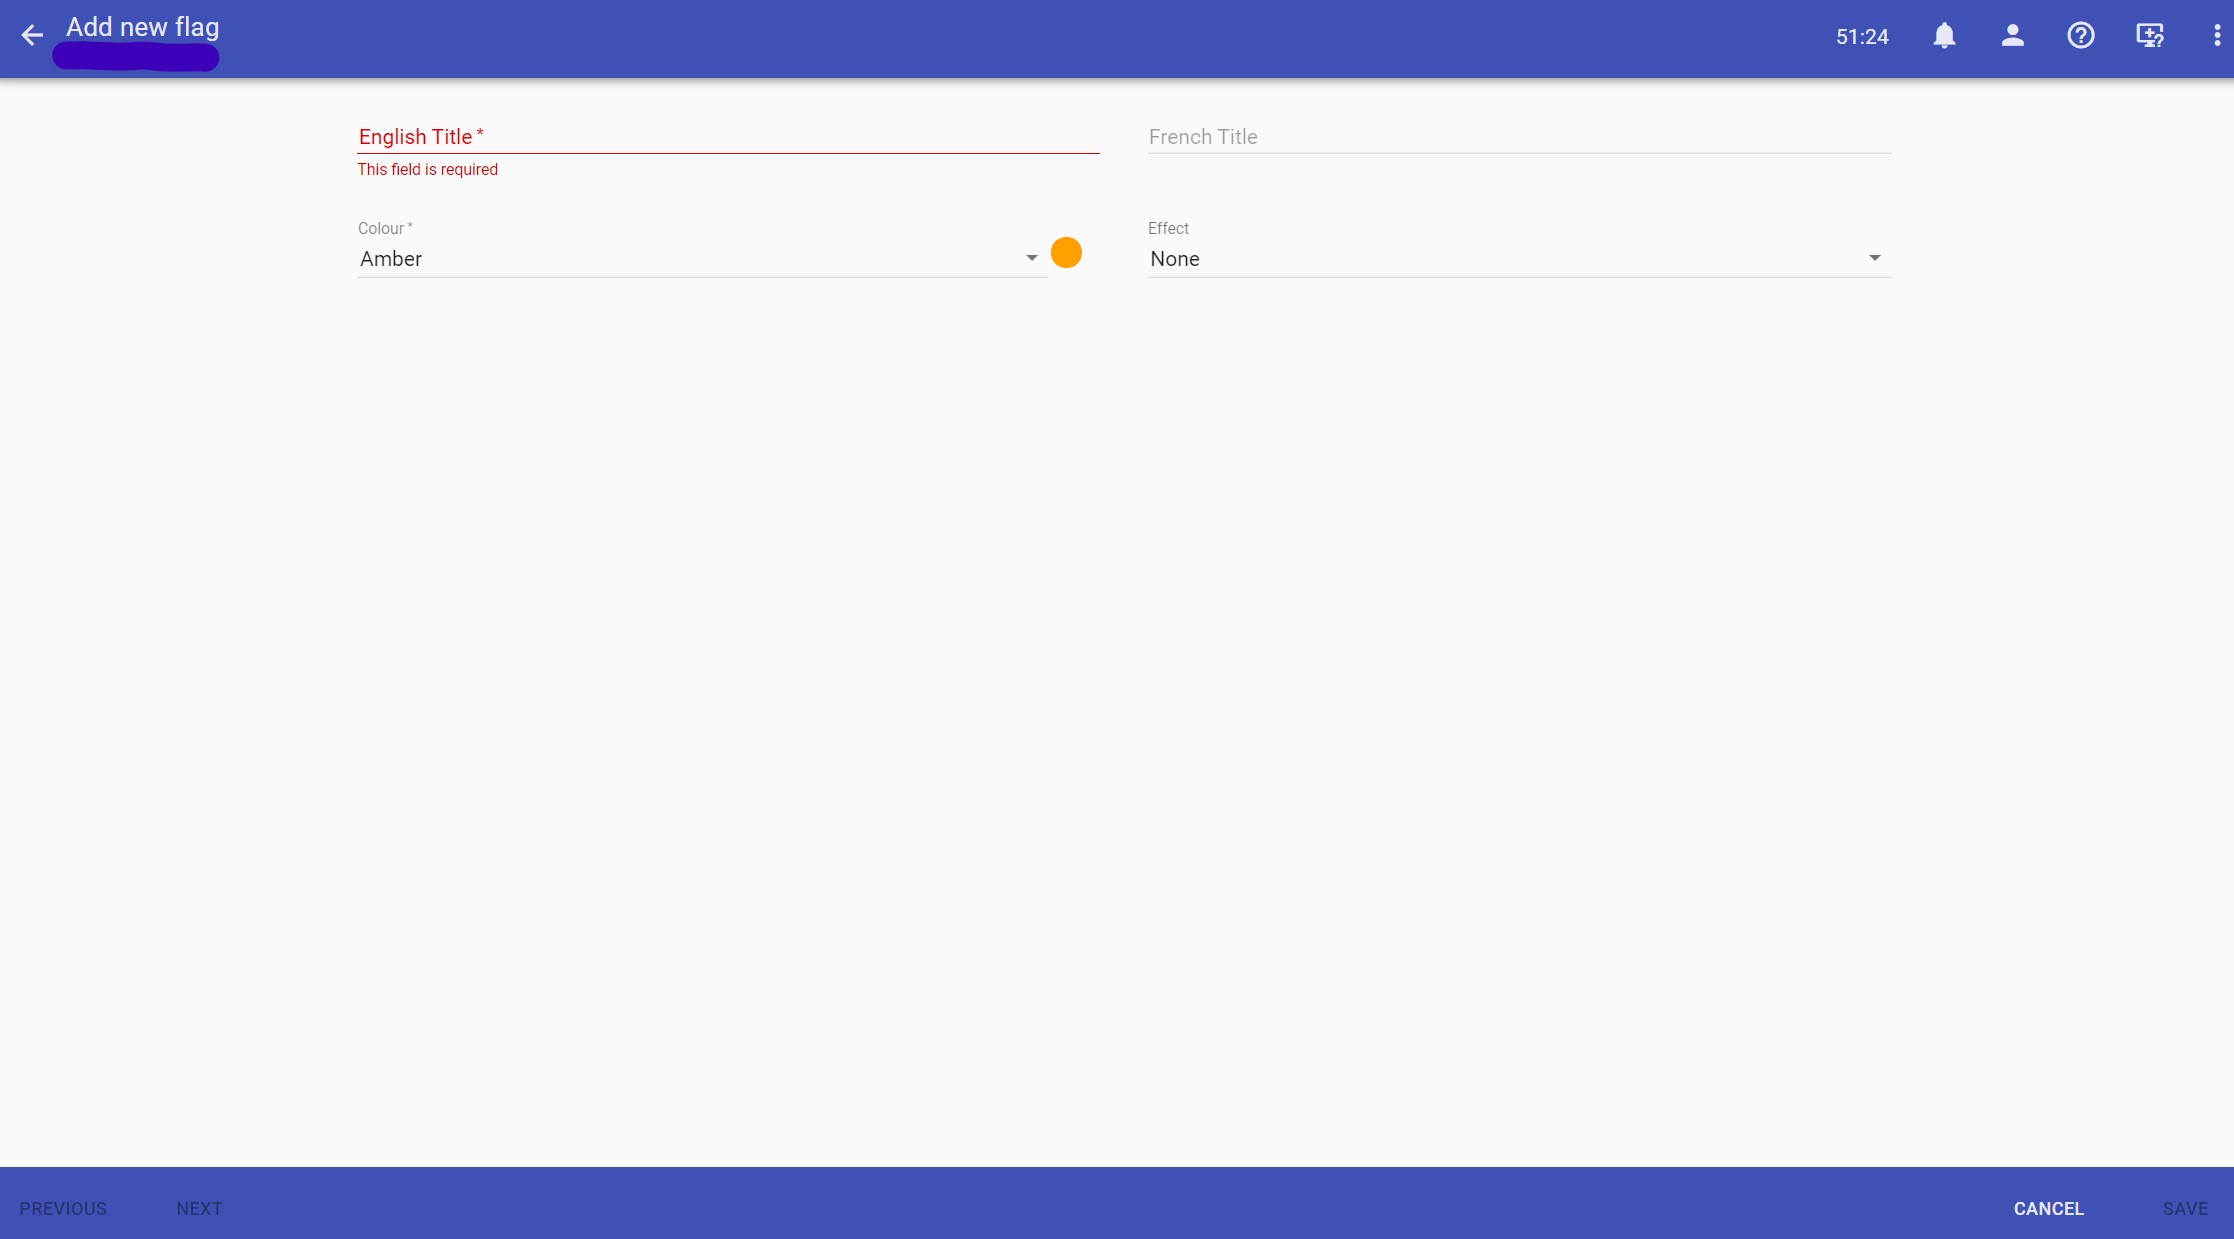 Add new flag
51:24
English Title *
French Title
This field is required
Colour *
Effect
Amber
None
PREVIOUS
NEXT
CANCEL
SAVE